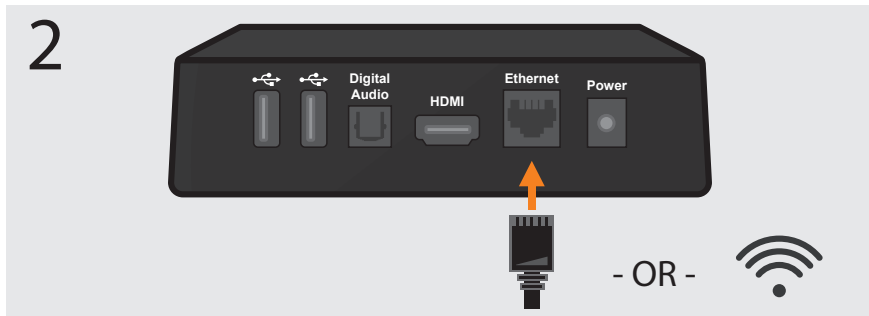 2
Digital
Audio
HDMI
Ethernet
Power
- OR -